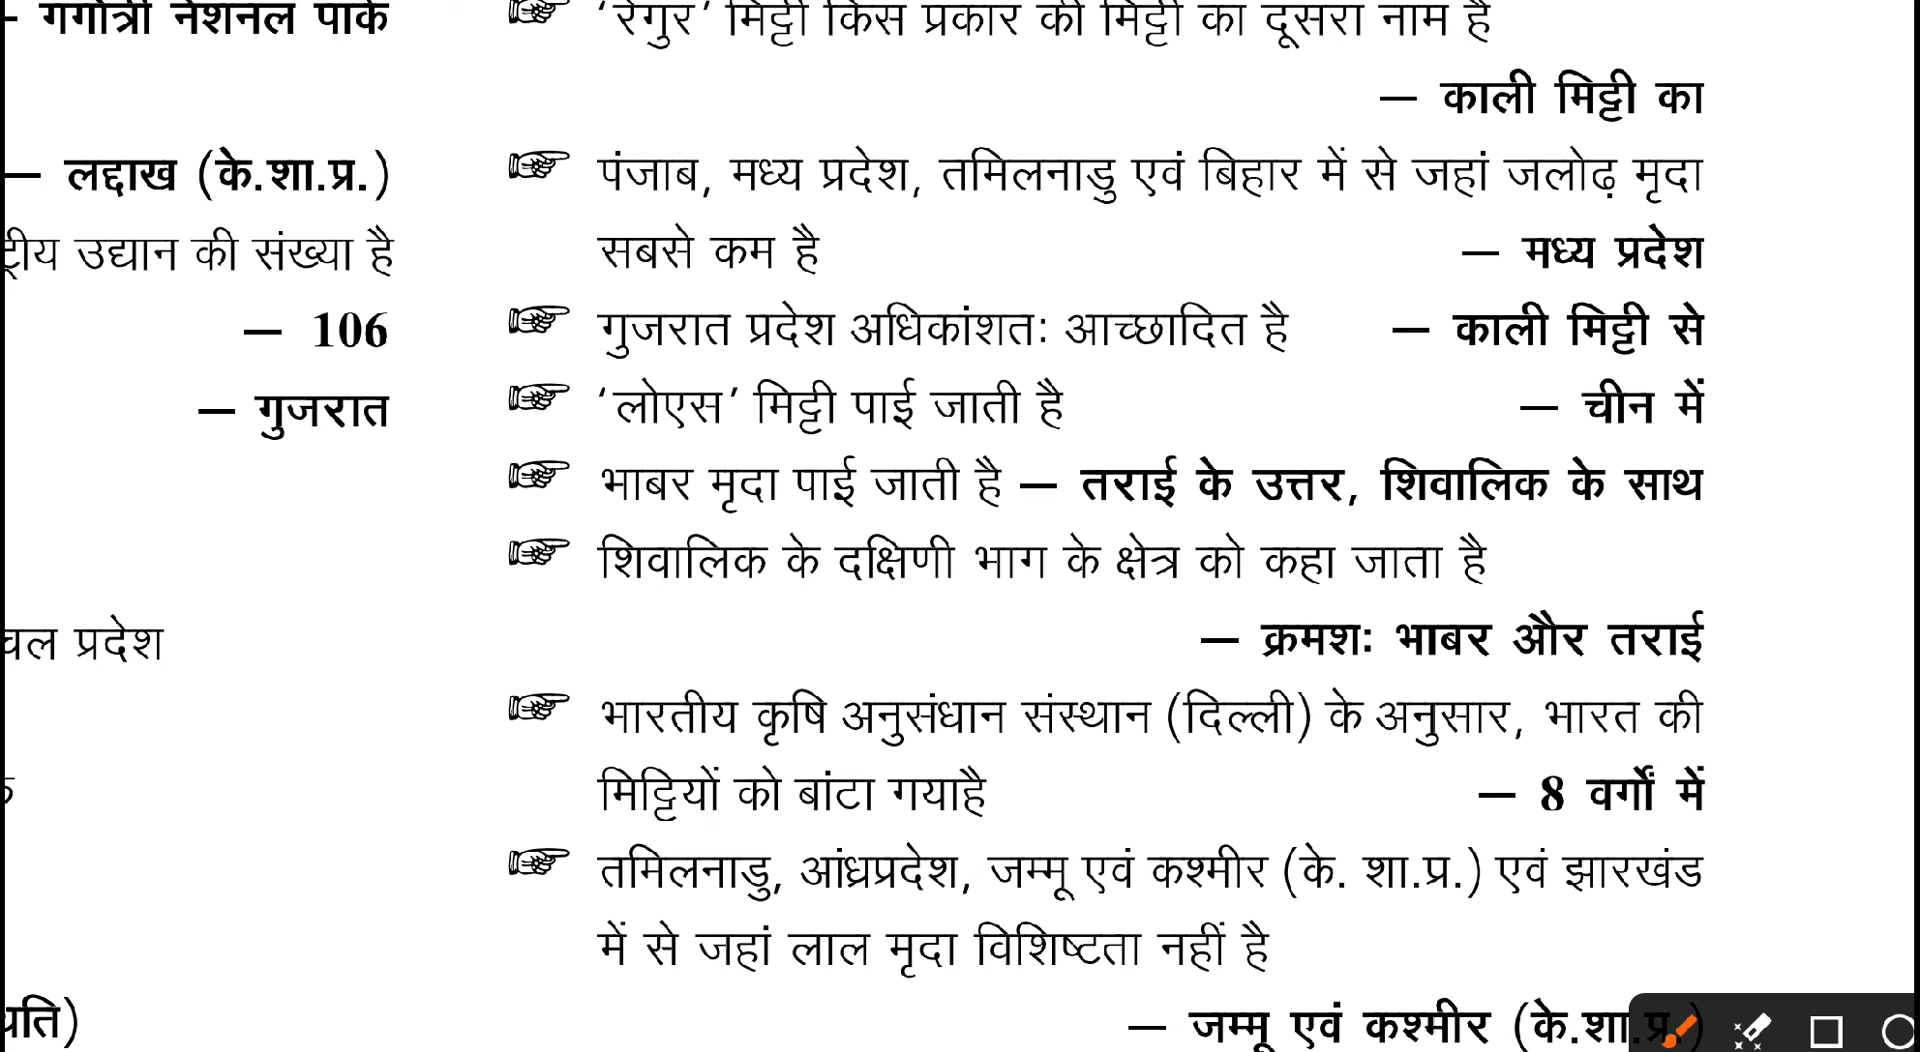 - गंगोत्री नेशनल पार्क
— लद्दाख (के.शा.प्र.)
ट्रीय उद्यान की संख्या है
— 106
— गुजरात
चल प्रदेश
‘रेगुर’ मिट्टी किस प्रकार की मिट्टी का दूसरा नाम है
— काली मिट्टी का
पंजाब, मध्य प्रदेश, तमिलनाडु एवं बिहार में से जहां जलोढ़ मृदा
सबसे कम है — मध्य प्रदेश
गुजरात प्रदेश अधिकांशतः आच्छादित है — काली मिट्टी से
‘लोएस’ मिट्टी पाई जाती है — चीन में
भाबर मृदा पाई जाती है — तराई के उत्तर, शिवालिक के साथ
शिवालिक के दक्षिणी भाग के क्षेत्र को कहा जाता है
— क्रमशः भाबर और तराई
भारतीय कृषि अनुसंधान संस्थान (दिल्ली) के अनुसार, भारत की
मिट्टियों को बांटा गयाहै — 8 वर्गों में
तमिलनाडु, आंध्रप्रदेश, जम्मू एवं कश्मीर (के. शा.प्र.) एवं झारखंड
में से जहां लाल मृदा विशिष्टता नहीं है
— जम्मू एवं कश्मीर (के.शा.प्र.)